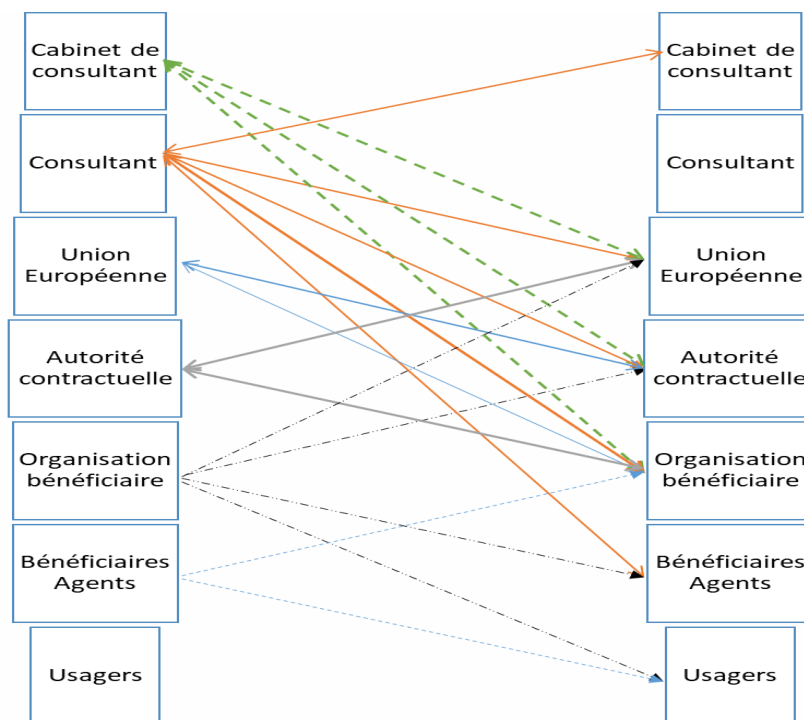 Cabinet de
consultant
Consultant
Union
Européenne
Autorité
contractuelle
Organisation
bénéficiaire
Bénéficiaires
Agents
Usagers
Cabinet de
consultant
Consultant
Union
Européenne
Autorité
contractuelle
Organisation
bénéficiaire
Bénéficiaires
Agents
Usagers